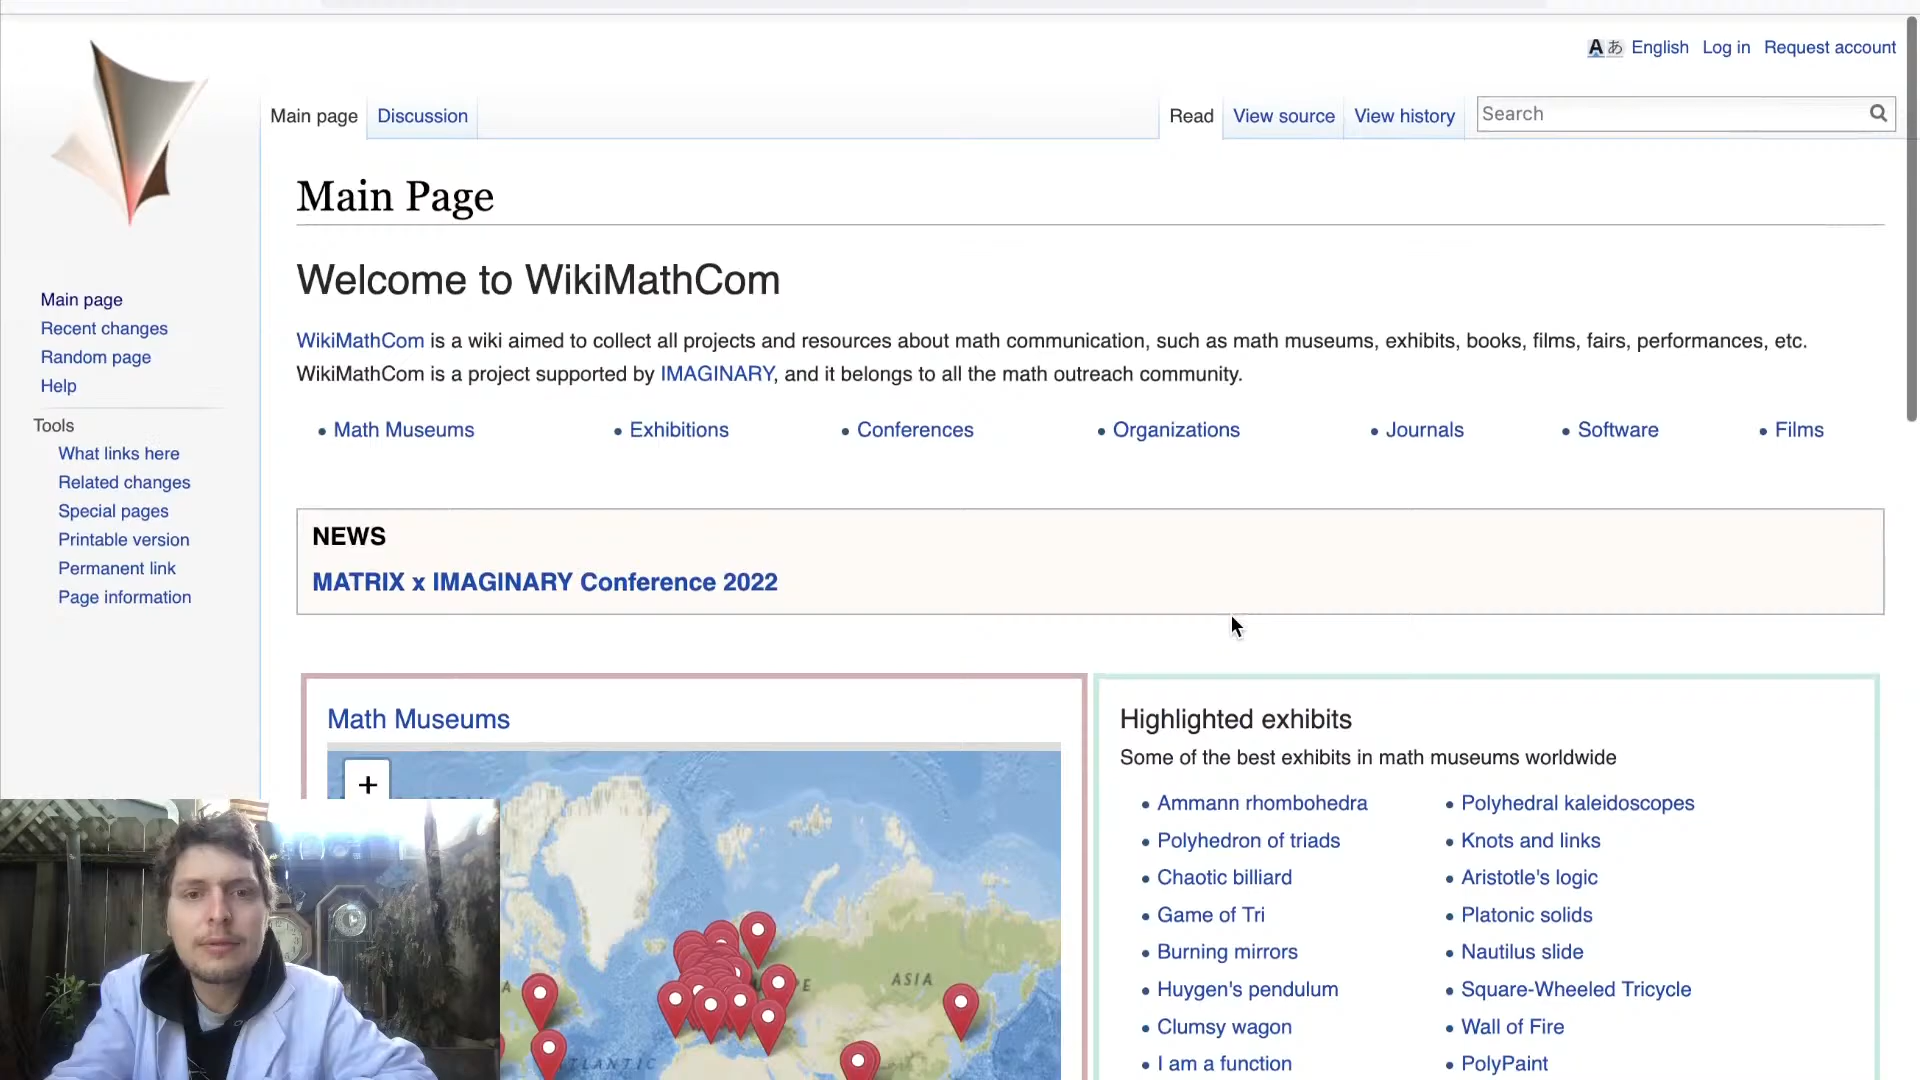 Aあ English Log in Request account
Main page Discussion Read View source View history Search
Main Page
Welcome to WikiMathCom
WikiMathCom is a wiki aimed to collect all projects and resources about math communication, such as math museums, exhibits, books, films, fairs, performances, etc.
WikiMathCom is a project supported by IMAGINARY, and it belongs to all the math outreach community.
• Math Museums • Exhibitions • Conferences • Organizations • Journals • Software • Films
Main page
Recent changes
Random page
Help
Tools
What links here
Related changes
Special pages
Printable version
Permanent link
Page information
NEWS
MATRIX x IMAGINARY Conference 2022
Math Museums
+
ASIA
Highlighted exhibits
Some of the best exhibits in math museums worldwide
• Ammann rhombohedra
• Polyhedron of triads
• Chaotic billiard
• Game of Tri
• Burning mirrors
• Huygen's pendulum
• Clumsy wagon
• I am a function
• Polyhedral kaleidoscopes
• Knots and links
• Aristotle's logic
• Platonic solids
• Nautilus slide
• Square-Wheeled Tricycle
• Wall of Fire
• PolyPaint